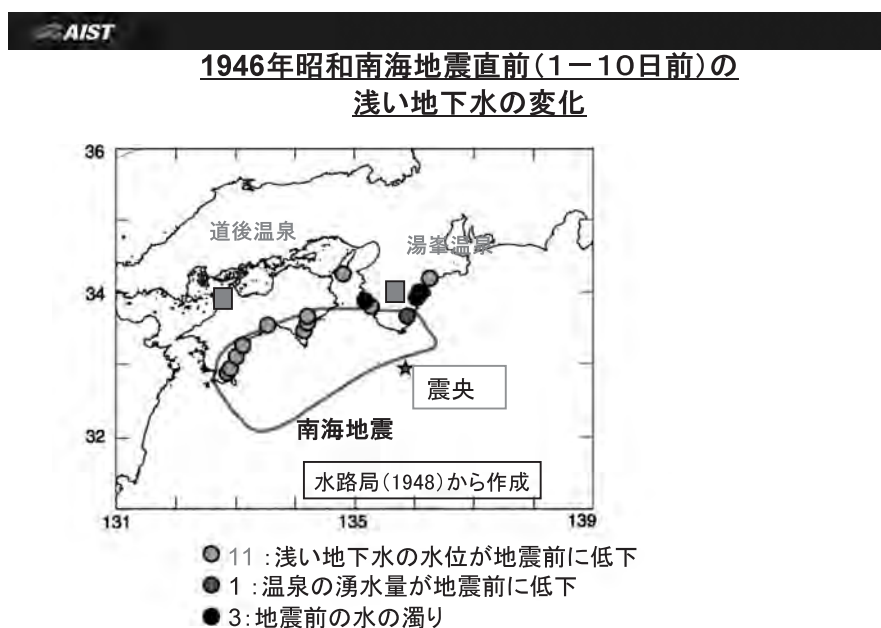 AIST
1946年昭和南海地震直前（１－１０日前）の
浅い地下水の変化
36
道後温泉
湯峯温泉
34
震央
32
南海地震
水路局（1948）から作成
131
135
139
11：浅い地下水の水位が地震前に低下
1：温泉の湧水量が地震前に低下
3：地震前の水の濁り